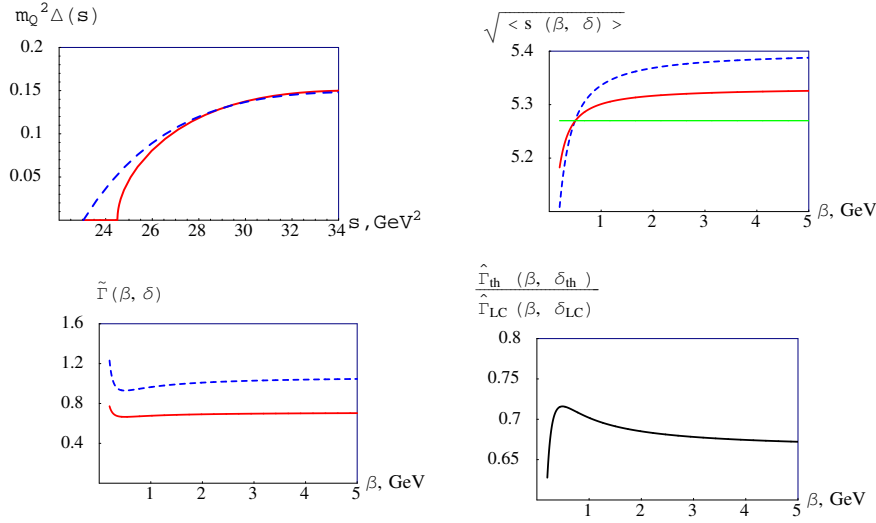 m_Q^2 Δ(s)
0.2
0.15
0.1
0.05
24 26 28 30 32 34
s,GeV^2
√< s (β, δ) >
5.4
5.3
5.2
1 2 3 4 5
β, GeV
Γ̃(β, δ)
1.6
1.2
0.8
0.4
1 2 3 4 5
β, GeV
Γ̂_th (β, δ_th)
Γ̂_LC (β, δ_LC)
0.8
0.75
0.7
0.65
1 2 3 4 5
β, GeV